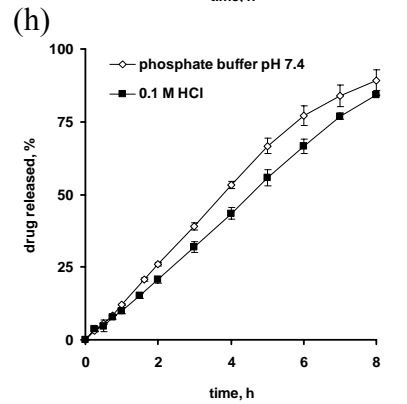 (h)
100
75
50
25
0
drug released, %
phosphate buffer pH 7.4
0.1 M HCl
0 2 4 6 8
time, h